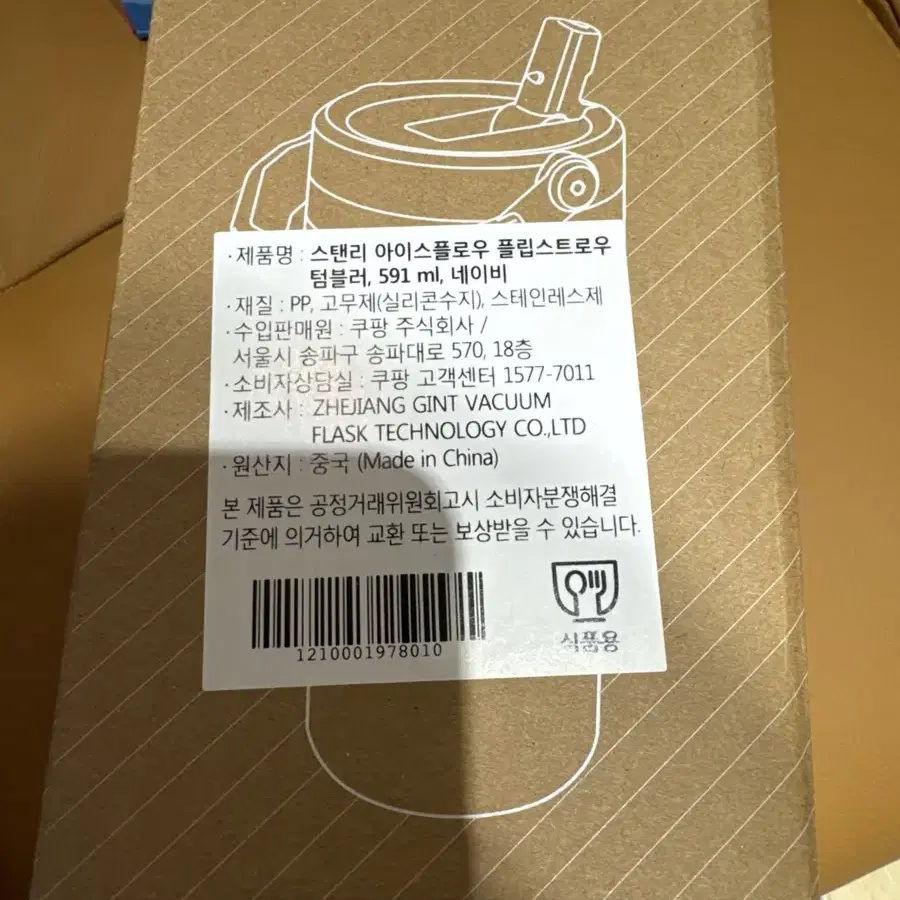 · 제품명 : 스탠리 아이스플로우 플립스트로우
텀블러, 591 ml, 네이비
· 재질 : PP, 고무제(실리콘수지), 스테인레스제
· 수입판매원 : 쿠팡 주식회사 /
서울시 송파구 송파대로 570, 18층
· 소비자상담실 : 쿠팡 고객센터 1577-7011
· 제조사 : ZHEJIANG GINT VACUUM
FLASK TECHNOLOGY CO.,LTD
· 원산지 : 중국 (Made in China)
본 제품은 공정거래위원회고시 소비자분쟁해결
기준에 의거하여 교환 또는 보상받을 수 있습니다.
1210001978010
식품용